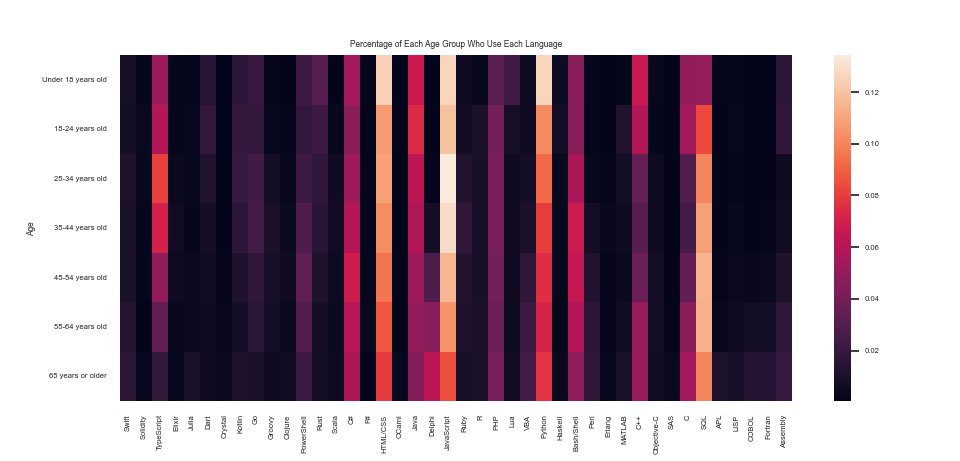 Percentage of Each Age Group Who Use Each Language
Age
Under 15 years old
15-24 years old
25-34 years old
35-44 years old
45-54 years old
55-64 years old
65 years or older
Swift
Solidity
TypeScript
Elixir
Julia
Dart
Crystal
Kotlin
Go
Groovy
Clojure
PowerShell
Rust
Scala
C#
R#
HTML/CSS
OCaml
Java
Delphi
JavaScript
Ruby
R
PHP
Lua
VBA
Python
Haskell
Bash/Shell
Perl
Erlang
MATLAB
C++
Objective-C
SAS
C
SQL
APL
LISP
COBOL
Fortran
Assembly
0.12
0.10
0.08
0.06
0.04
0.02